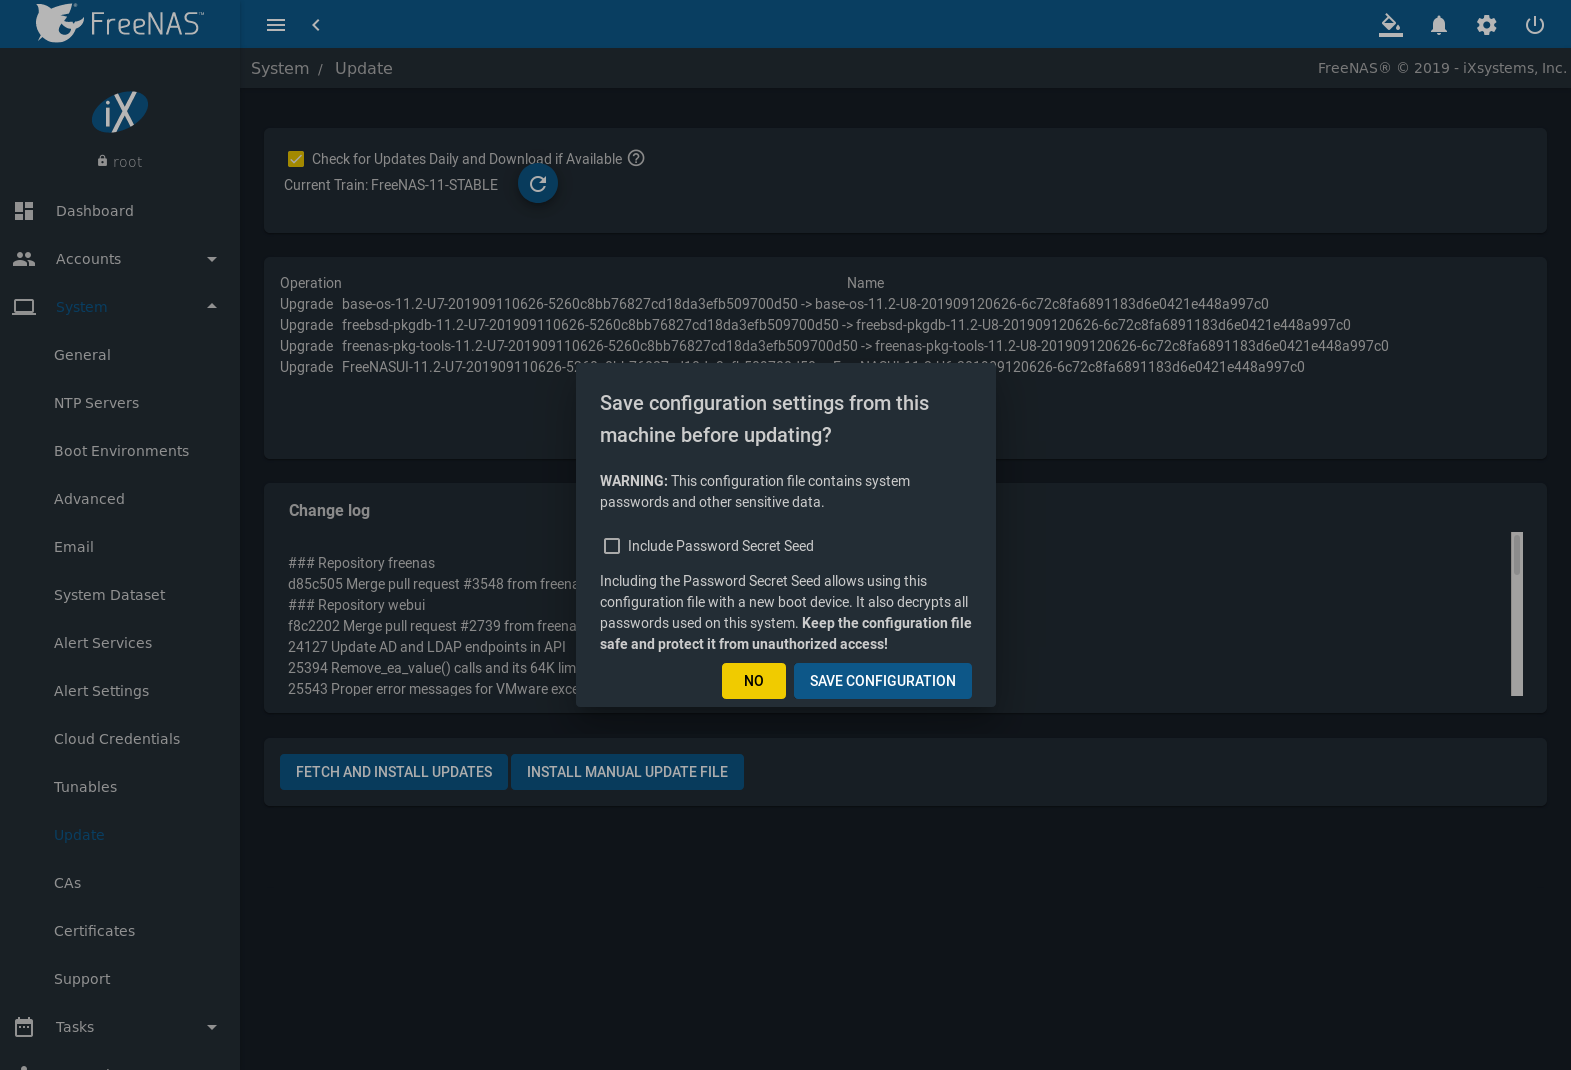 FreeNAS™
System / Update
FreeNAS® © 2019 - iXsystems, Inc.
iX
root
Dashboard
Accounts
System
General
NTP Servers
Boot Environments
Advanced
Email
System Dataset
Alert Services
Alert Settings
Cloud Credentials
Tunables
Update
CAs
Certificates
Support
Tasks
Check for Updates Daily and Download if Available
Current Train: FreeNAS-11-STABLE
Operation Name
Upgrade base-os-11.2-U7-201909110626-5260c8bb76827cd18da3efb509700d50 -> base-os-11.2-U8-201909120626-6c72c8fa6891183d6e0421e448a997c0
Upgrade freebsd-pkgdb-11.2-U7-201909110626-5260c8bb76827cd18da3efb509700d50 -> freebsd-pkgdb-11.2-U8-201909120626-6c72c8fa6891183d6e0421e448a997c0
Upgrade freenas-pkg-tools-11.2-U7-201909110626-5260c8bb76827cd18da3efb509700d50 -> freenas-pkg-tools-11.2-U8-201909120626-6c72c8fa6891183d6e0421e448a997c0
Upgrade FreeNASUI-11.2-U7-201909110626-52 9120626-6c72c8fa6891183d6e0421e448a997c0
Change log
### Repository freenas
d85c505 Merge pull request #3548 from freena
### Repository webui
f8c2202 Merge pull request #2739 from freena
24127 Update AD and LDAP endpoints in API
25394 Remove_ea_value() calls and its 64K lim
25543 Proper error messages for VMware exce
Save configuration settings from this
machine before updating?
WARNING: This configuration file contains system
passwords and other sensitive data.
Include Password Secret Seed
Including the Password Secret Seed allows using this
configuration file with a new boot device. It also decrypts all
passwords used on this system. Keep the configuration file
safe and protect it from unauthorized access!
NO SAVE CONFIGURATION
FETCH AND INSTALL UPDATES INSTALL MANUAL UPDATE FILE